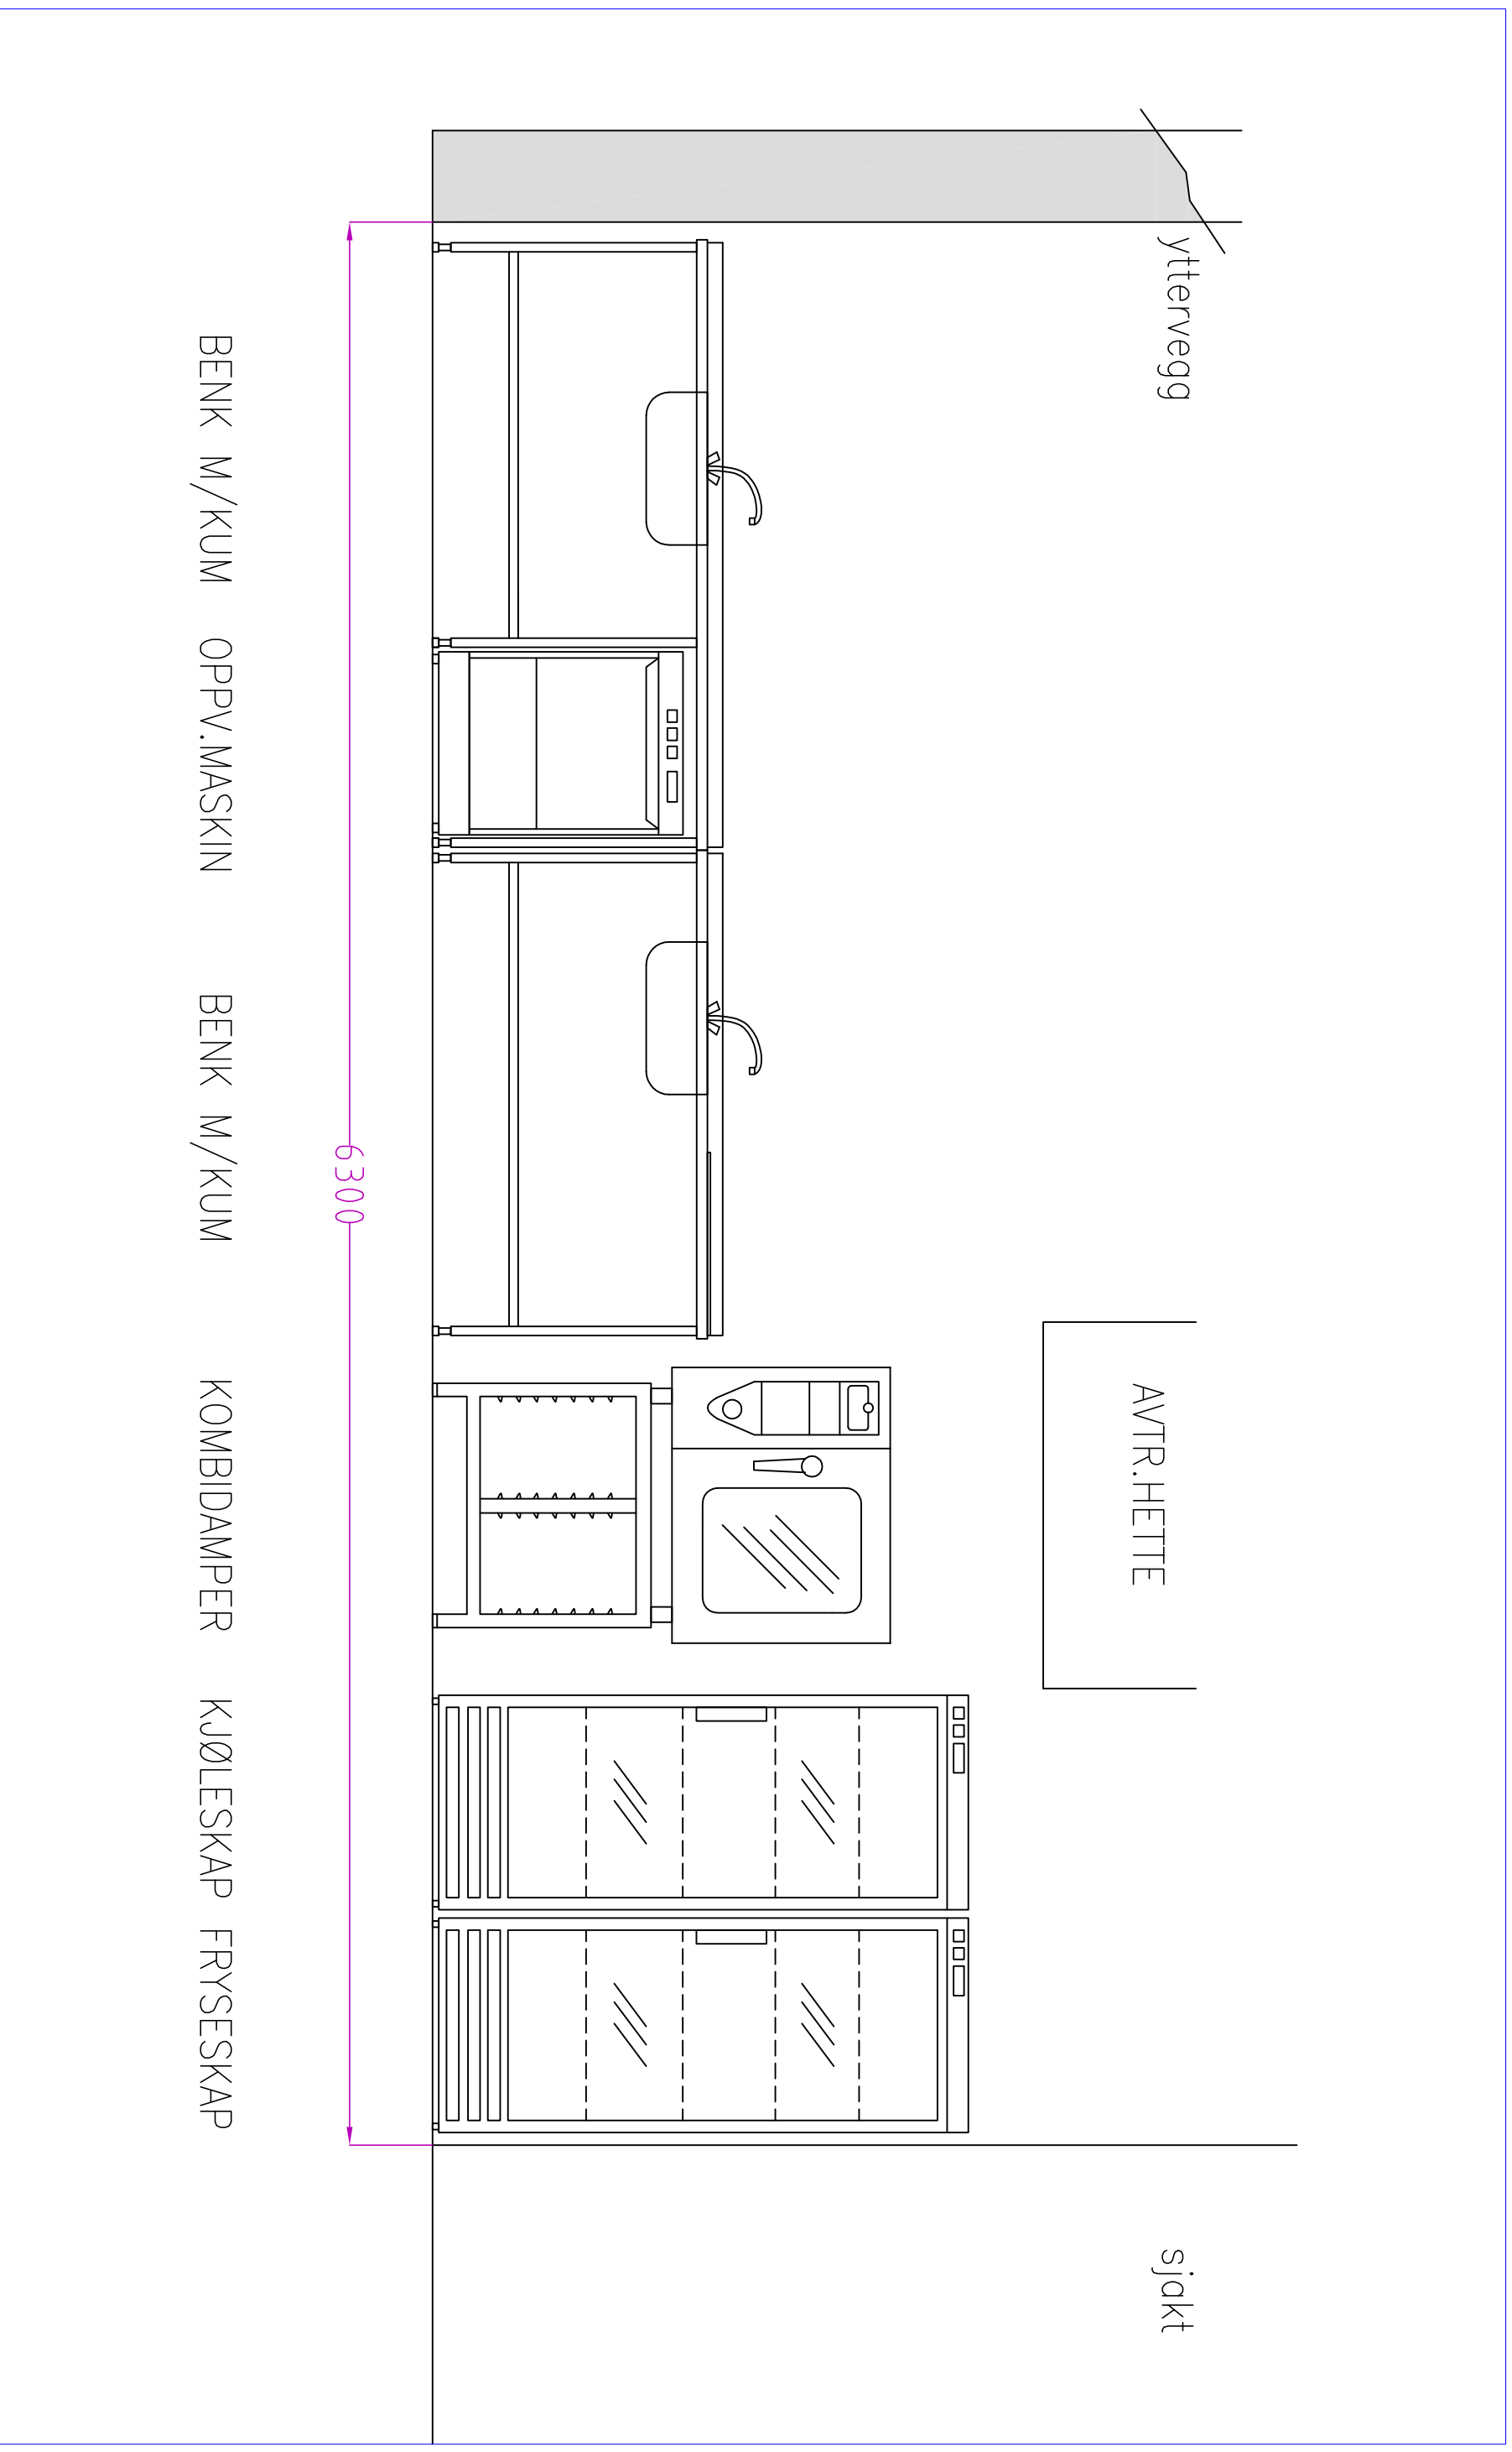 yttervegg
AVTR.HETTE
sjakt
6300
BENK M/KUM OPPV.MASKIN BENK M/KUM KOMBIDAMPER KJØLESKAP FRYSESKAP